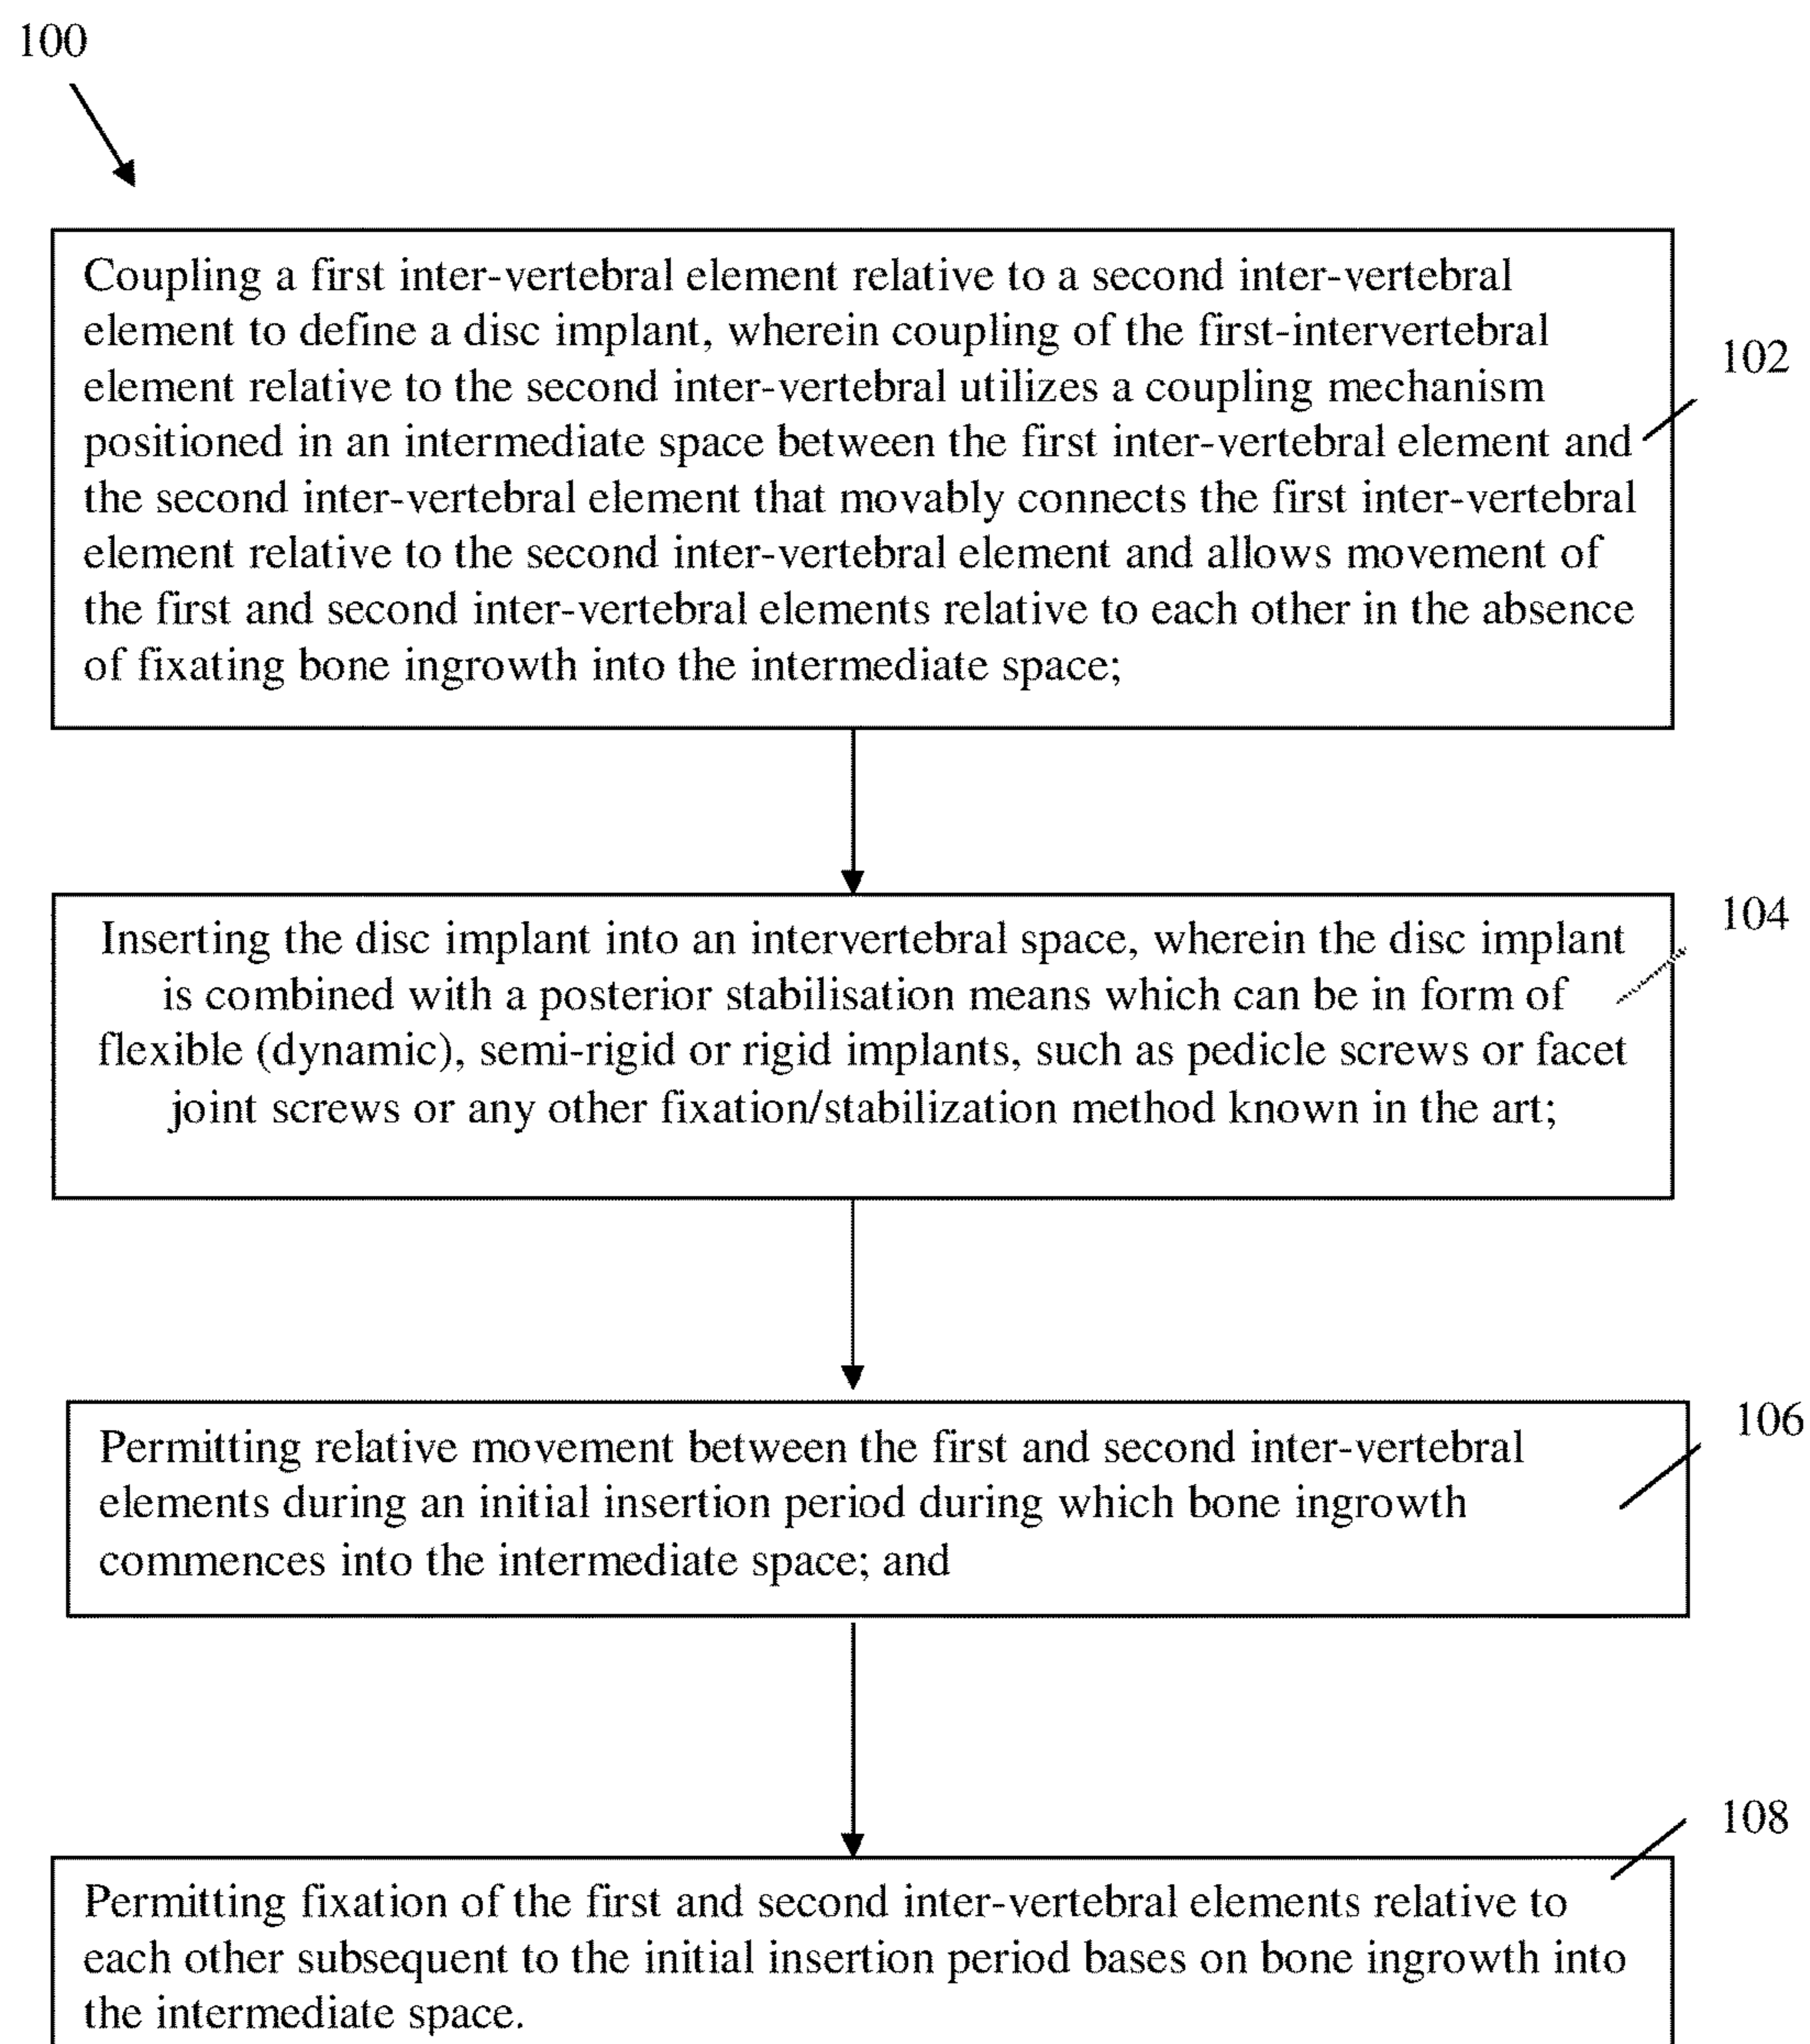 100
Coupling a first inter-vertebral element relative to a second inter-vertebral
element to define a disc implant, wherein coupling of the first-intervertebral
element relative to the second inter-vertebral utilizes a coupling mechanism
positioned in an intermediate space between the first inter-vertebral element and
the second inter-vertebral element that movably connects the first inter-vertebral
element relative to the second inter-vertebral element and allows movement of
the first and second inter-vertebral elements relative to each other in the absence
of fixating bone ingrowth into the intermediate space;
102
Inserting the disc implant into an intervertebral space, wherein the disc implant
is combined with a posterior stabilisation means which can be in form of
flexible (dynamic), semi-rigid or rigid implants, such as pedicle screws or facet
joint screws or any other fixation/stabilization method known in the art;
104
Permitting relative movement between the first and second inter-vertebral
elements during an initial insertion period during which bone ingrowth
commences into the intermediate space; and
106
Permitting fixation of the first and second inter-vertebral elements relative to
each other subsequent to the initial insertion period bases on bone ingrowth into
the intermediate space.
108